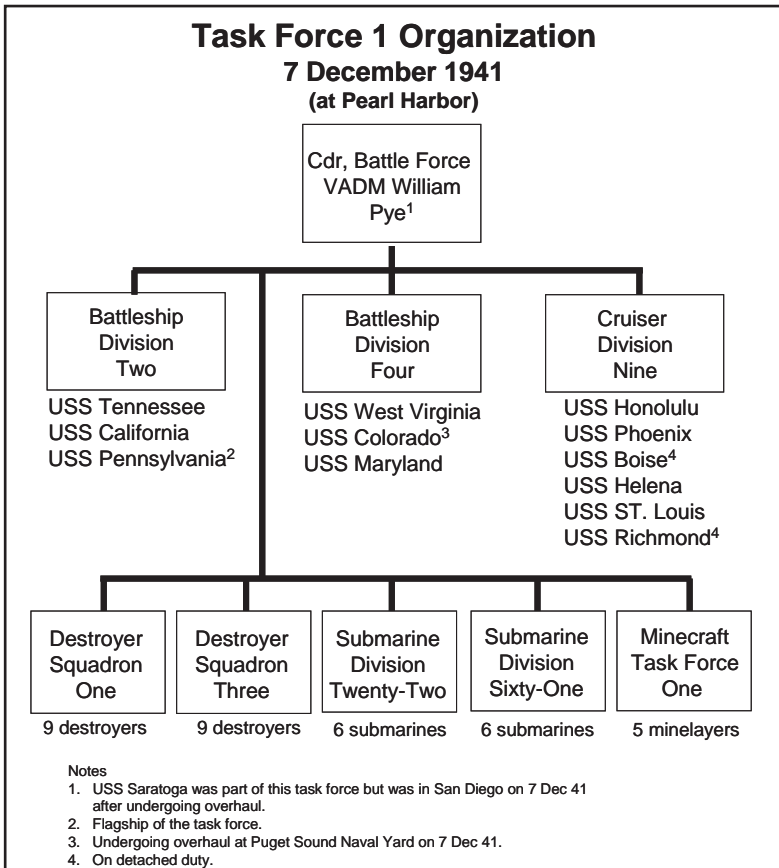 Task Force 1 Organization
7 December 1941
(at Pearl Harbor)
Cdr, Battle Force
VADM William
Pye¹
Battleship
Division
Two
USS Tennessee
USS California
USS Pennsylvania²
Battleship
Division
Four
USS West Virginia
USS Colorado³
USS Maryland
Cruiser
Division
Nine
USS Honolulu
USS Phoenix
USS Boise⁴
USS Helena
USS ST. Louis
USS Richmond⁴
Destroyer
Squadron
One
9 destroyers
Destroyer
Squadron
Three
9 destroyers
Submarine
Division
Twenty-Two
6 submarines
Submarine
Division
Sixty-One
6 submarines
Minecraft
Task Force
One
5 minelayers
Notes
1. USS Saratoga was part of this task force but was in San Diego on 7 Dec 41
after undergoing overhaul.
2. Flagship of the task force.
3. Undergoing overhaul at Puget Sound Naval Yard on 7 Dec 41.
4. On detached duty.